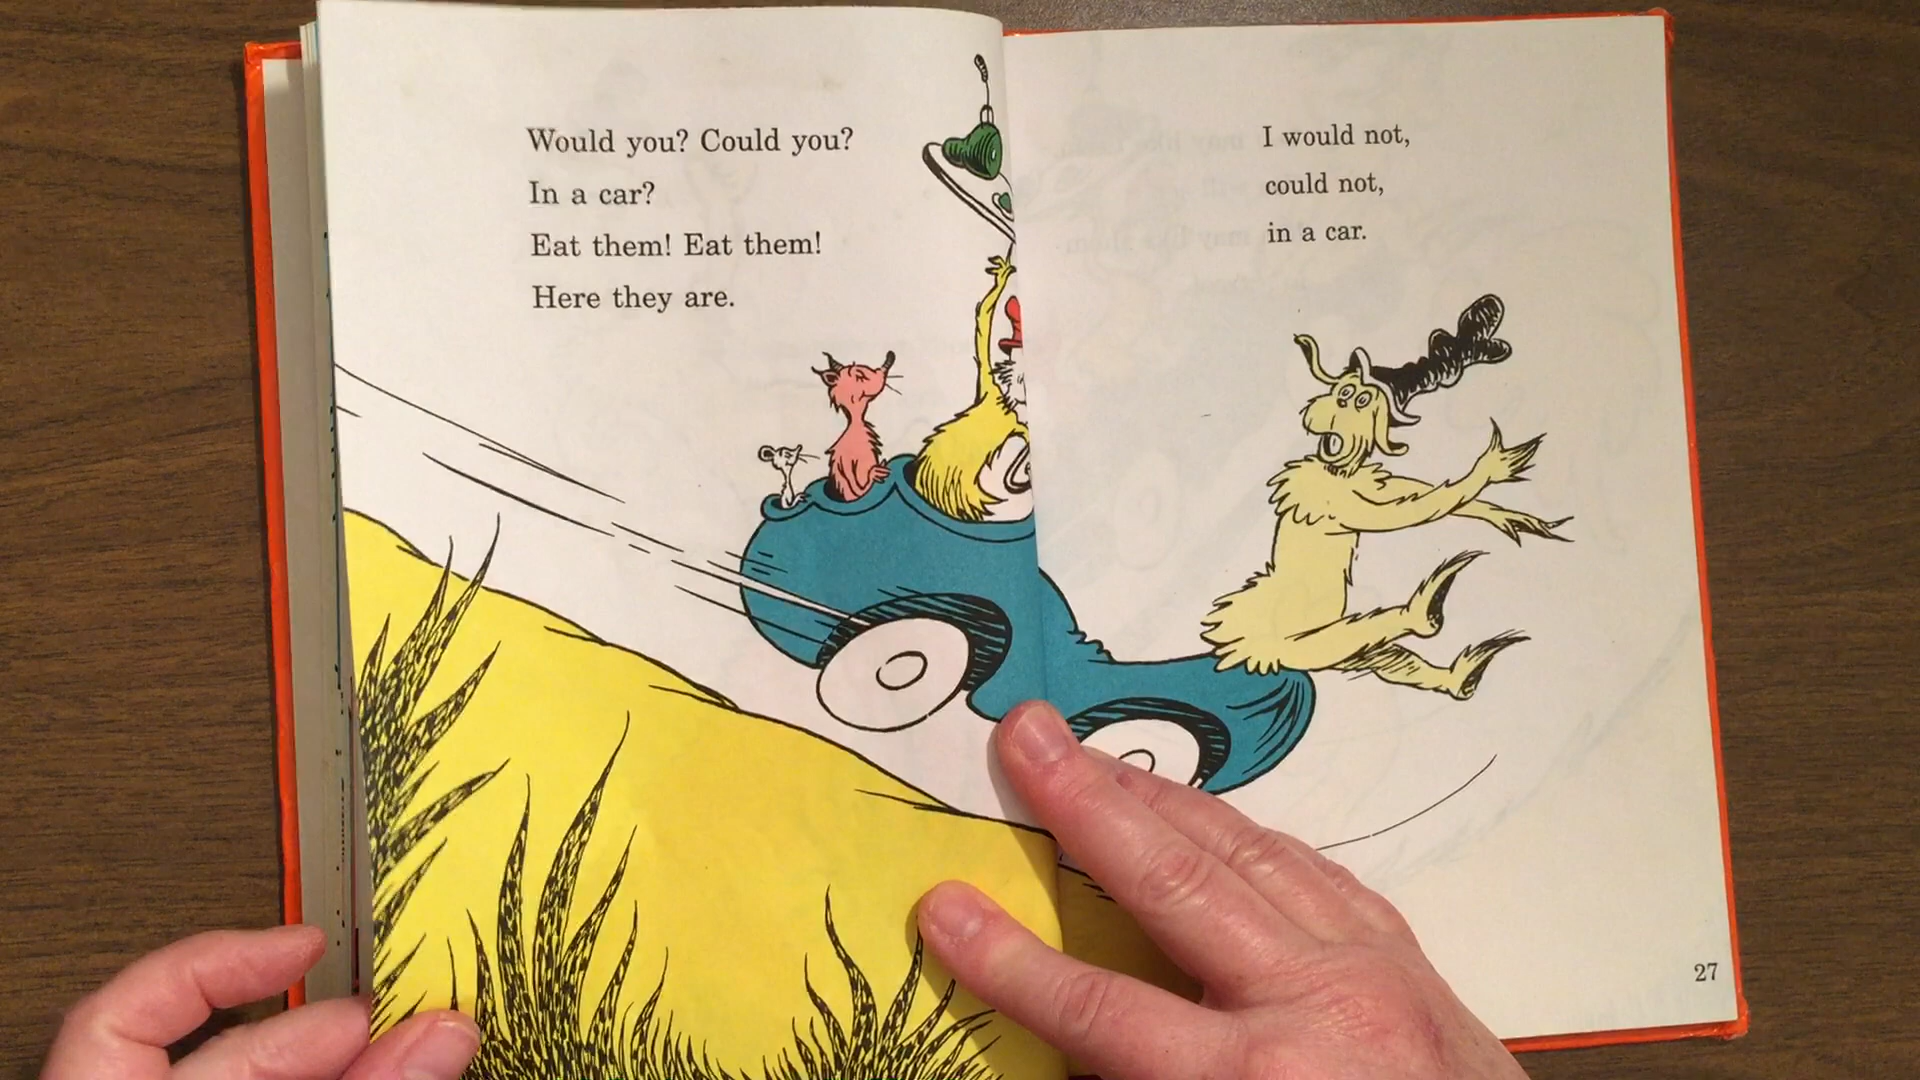 Would you? Could you?
In a car?
Eat them! Eat them!
Here they are.
I would not,
could not,
in a car.
27